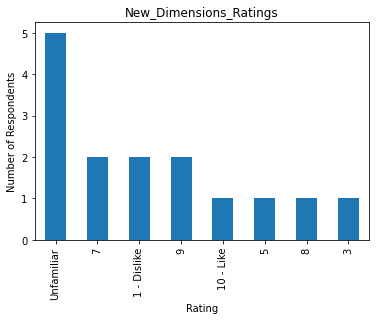 New_Dimensions_Ratings
Number of Respondents
5
4
3
2
1
0
Unfamiliar
7
1 - Dislike
9
10 - Like
5
8
3
Rating